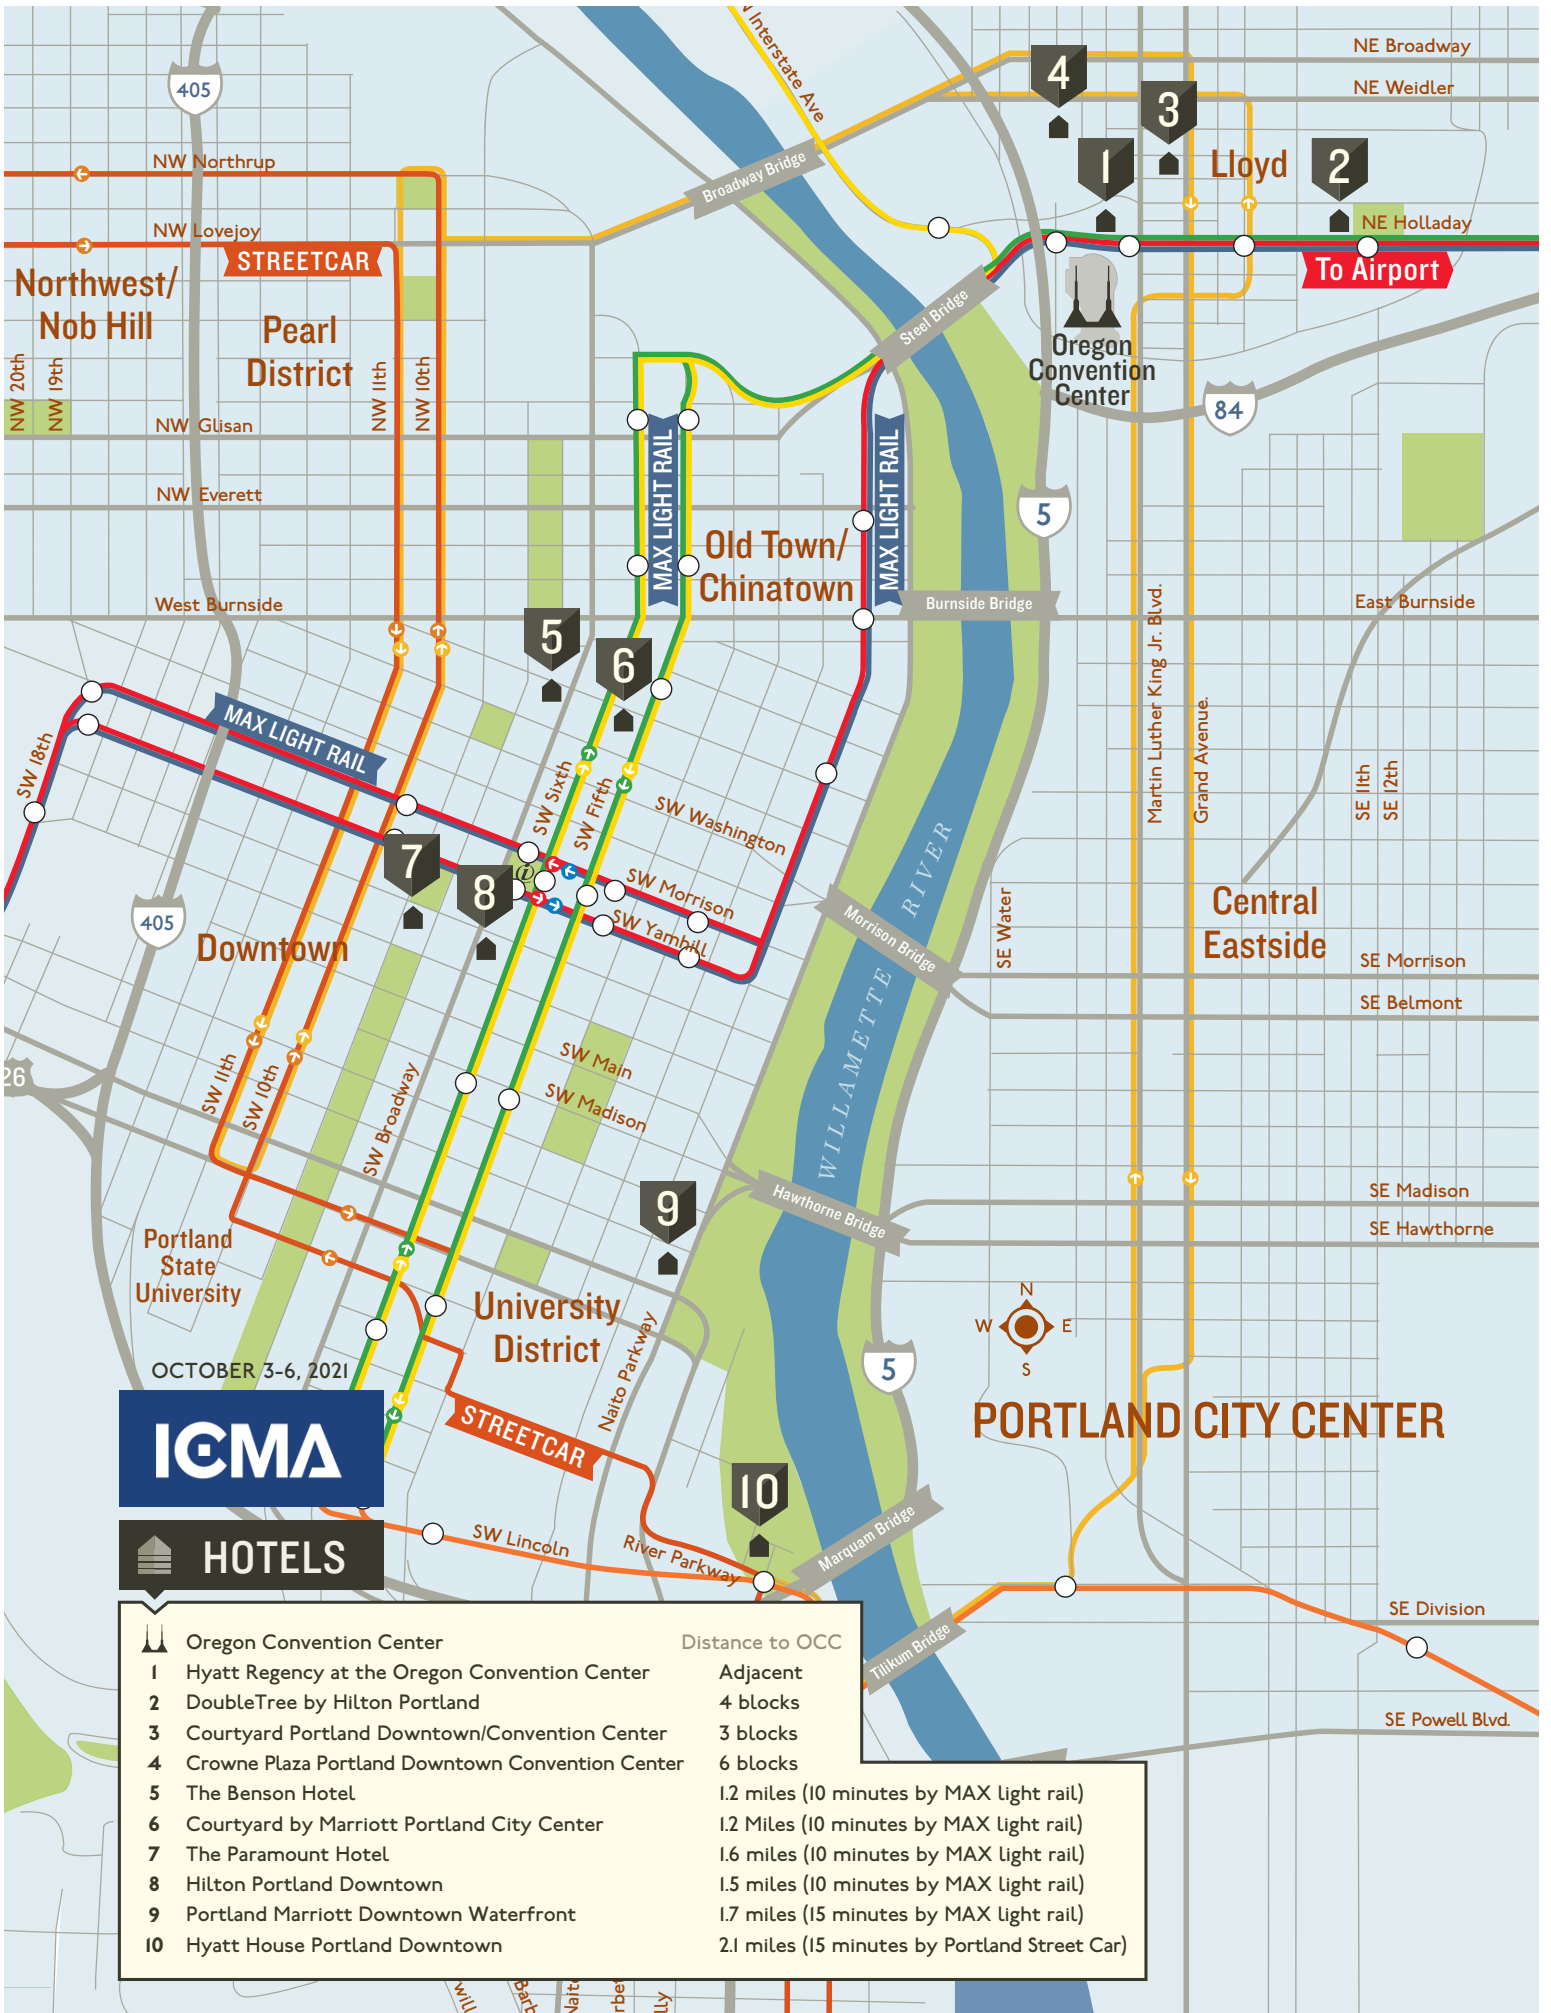 NE Broadway
NE Weidler
N Interstate Ave
405
4
3
1
Lloyd
2
NW Northrup
Broadway Bridge
NW Lovejoy
STREETCAR
NE Holladay
To Airport
Northwest/
Nob Hill
Pearl
District
Steel Bridge
Oregon
Convention
Center
NW 20th
NW 19th
NW 11th
NW 10th
84
NW Glisan
MAX LIGHT RAIL
MAX LIGHT RAIL
NW Everett
5
Old Town/
Chinatown
West Burnside
Burnside Bridge
East Burnside
5
6
Martin Luther King Jr. Blvd.
Grand Avenue.
MAX LIGHT RAIL
SW 18th
SW Sixth
SW Fifth
SW Washington
SE 11th
SE 12th
7
8
i
SW Morrison
SW Yamhill
WILLAMETTE RIVER
Morrison Bridge
SE Water
Central
Eastside
405
Downtown
SE Morrison
SE Belmont
26
SW 11th
SW 10th
SW Broadway
SW Main
SW Madison
9
Hawthorne Bridge
SE Madison
SE Hawthorne
Portland
State
University
University
District
Naito Parkway
N
W E
S
5
OCTOBER 3-6, 2021
ICMA
PORTLAND CITY CENTER
STREETCAR
10
HOTELS
SW Lincoln
River Parkway
Marquam Bridge
Tilikum Bridge
SE Division
SE Powell Blvd.
Oregon Convention Center Distance to OCC
1 Hyatt Regency at the Oregon Convention Center Adjacent
2 DoubleTree by Hilton Portland 4 blocks
3 Courtyard Portland Downtown/Convention Center 3 blocks
4 Crowne Plaza Portland Downtown Convention Center 6 blocks
5 The Benson Hotel 1.2 miles (10 minutes by MAX light rail)
6 Courtyard by Marriott Portland City Center 1.2 Miles (10 minutes by MAX light rail)
7 The Paramount Hotel 1.6 miles (10 minutes by MAX light rail)
8 Hilton Portland Downtown 1.5 miles (10 minutes by MAX light rail)
9 Portland Marriott Downtown Waterfront 1.7 miles (15 minutes by MAX light rail)
10 Hyatt House Portland Downtown 2.1 miles (15 minutes by Portland Street Car)